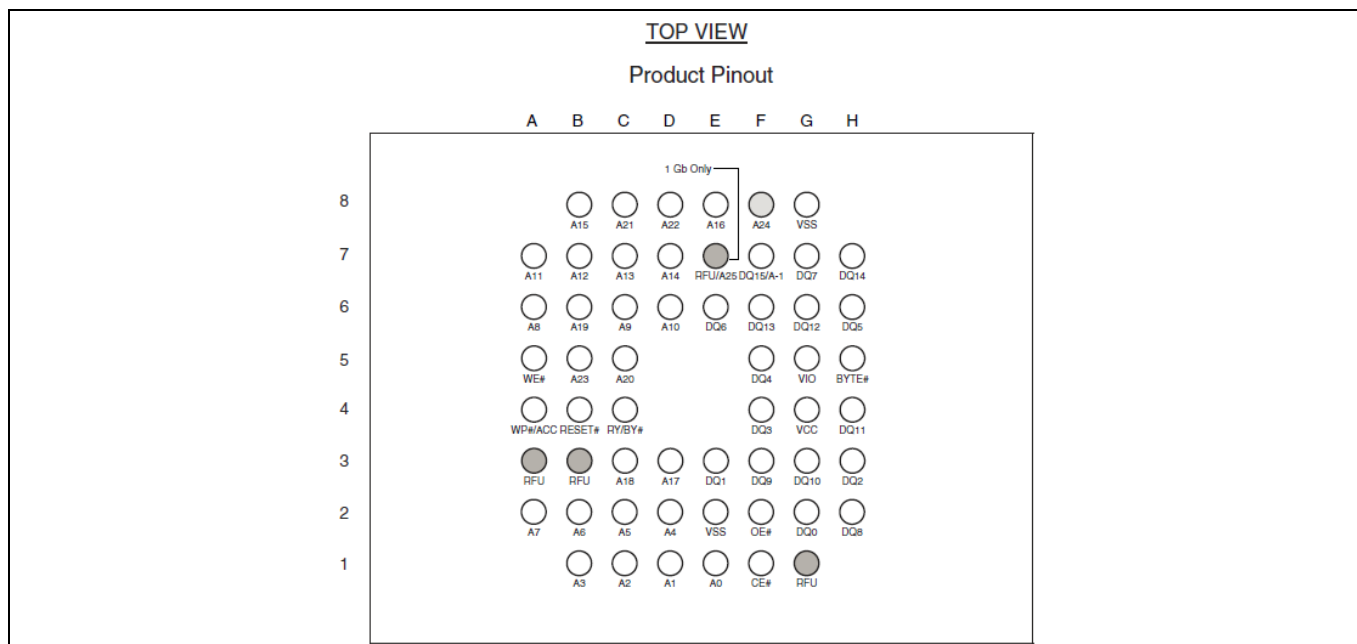 TOP VIEW
Product Pinout
A B C D E F G H
1 Gb Only
8
A15 A21 A22 A16 A24 VSS
7
A11 A12 A13 A14 RFU/A25 DQ15/A-1 DQ7 DQ14
6
A8 A19 A9 A10 DQ6 DQ13 DQ12 DQ5
5
WE# A23 A20 DQ4 VIO BYTE#
4
WP#/ACC RESET# RY/BY# DQ3 VCC DQ11
3
RFU RFU A18 A17 DQ1 DQ9 DQ10 DQ2
2
A7 A6 A5 A4 VSS OE# DQ0 DQ8
1
A3 A2 A1 A0 CE# RFU